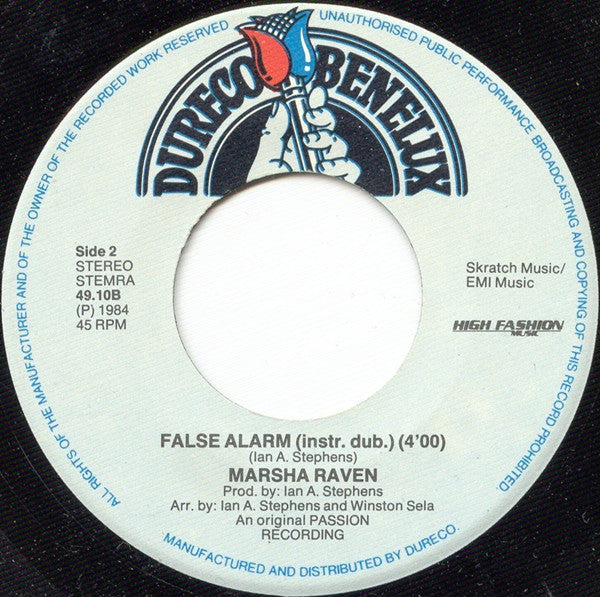 ALL RIGHTS OF THE MANUFACTURER AND OF THE OWNER OF THE RECORDED WORK RESERVED
UNAUTHORISED PUBLIC PERFORMANCE BROADCASTING AND COPYING OF THIS RECORD PROHIBITED.
DURECO BENELUX
Side 2
STEREO
STEMRA
49.10B
(P) 1984
45 RPM
Skratch Music/
EMI Music
HIGH FASHION
MUSIC
FALSE ALARM (instr. dub.) (4'00)
(Ian A. Stephens)
MARSHA RAVEN
Prod. by: Ian A. Stephens
Arr. by: Ian A. Stephens and Winston Sela
An original PASSION
RECORDING
MANUFACTURED AND DISTRIBUTED BY DURECO.